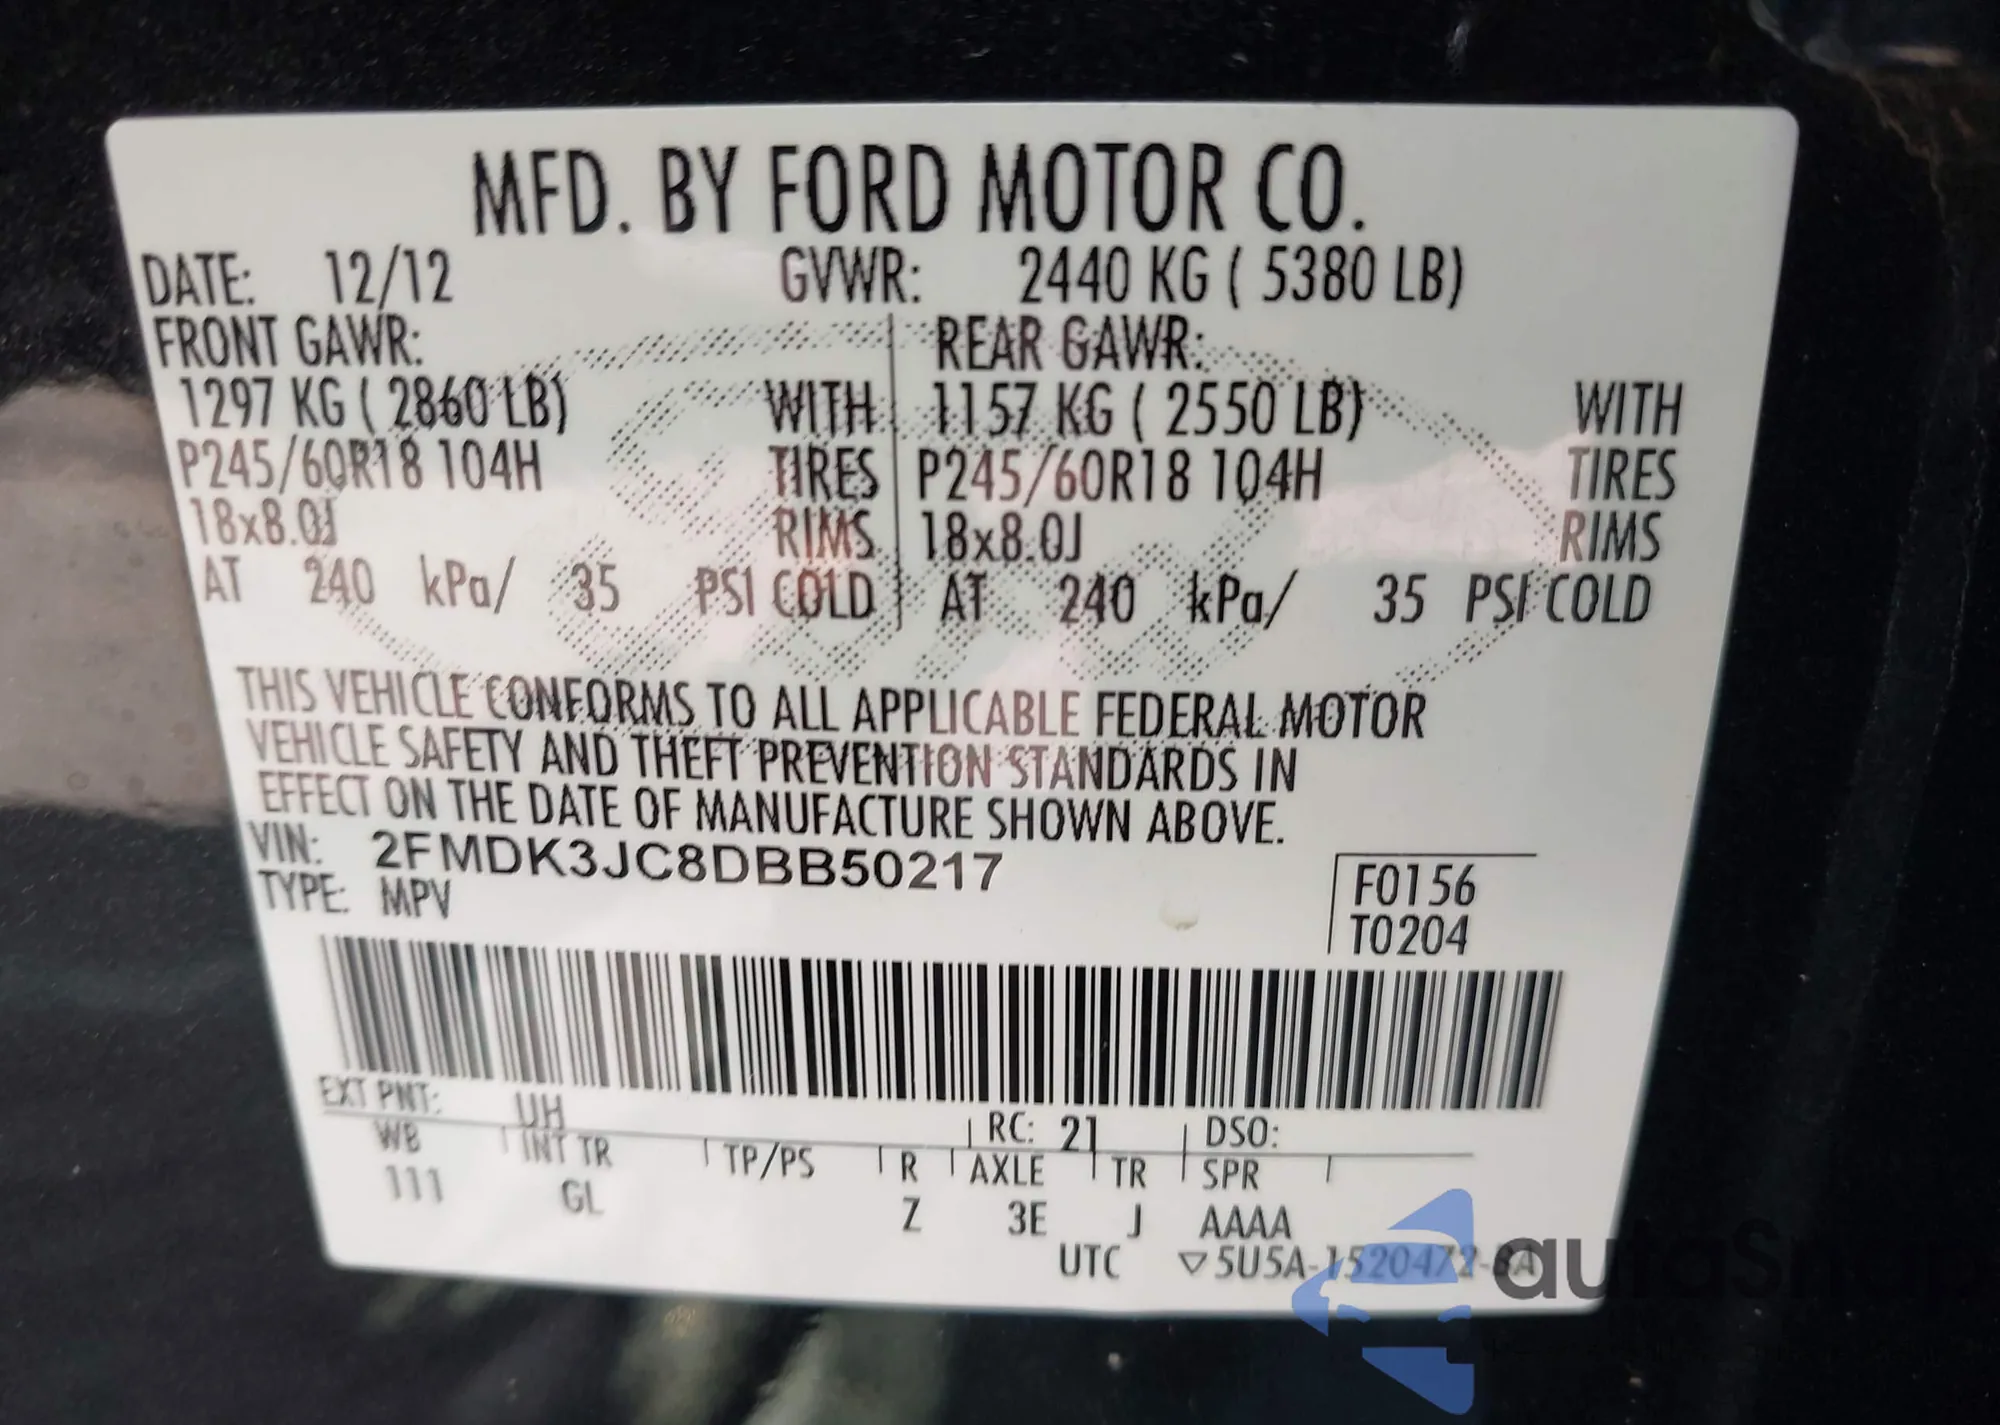 MFD. BY FORD MOTOR CO.
DATE: 12/12 GVWR: 2440 KG ( 5380 LB)
FRONT GAWR: REAR GAWR:
1297 KG ( 2860 LB) WITH 1157 KG ( 2550 LB) WITH
P245/60R18 104H TIRES P245/60R18 104H TIRES
18x8.0J RIMS 18x8.0J RIMS
AT 240 kPa/ 35 PSI COLD AT 240 kPa/ 35 PSI COLD
THIS VEHICLE CONFORMS TO ALL APPLICABLE FEDERAL MOTOR
VEHICLE SAFETY AND THEFT PREVENTION STANDARDS IN
EFFECT ON THE DATE OF MANUFACTURE SHOWN ABOVE.
VIN: 2FMDK3JC8DBB50217
TYPE: MPV
F0156
T0204
EXT PNT: UH RC: 21 DSO:
WB INT TR TP/PS R AXLE TR SPR
111 GL Z 3E J AAAA
UTC ▽5U5A-1520472-BA